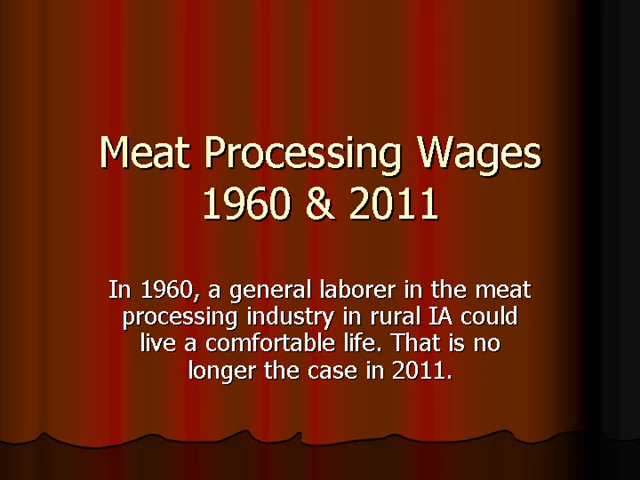 Meat Processing Wages
1960 & 2011
In 1960, a general laborer in the meat
processing industry in rural IA could
live a comfortable life. That is no
longer the case in 2011.